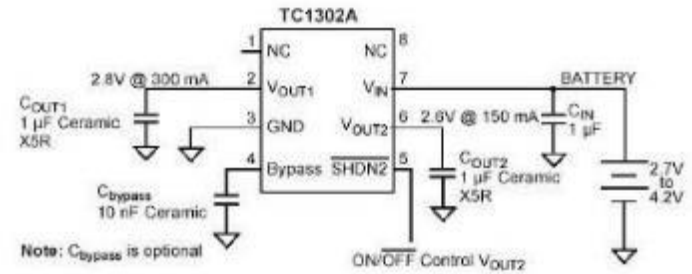 TC1302A
1 NC
NC 8
2.8V @ 300 mA 2 VOUT1
VIN 7 BATTERY
COUT1
1 µF Ceramic
X5R
3 GND
VOUT2 6 2.6V @ 150 mA
CIN
1 µF
4 Bypass
SHDN2 5
COUT2
1 µF Ceramic
X5R
Cbypass
10 nF Ceramic
2.7V
to
4.2V
Note: Cbypass is optional
ON/OFF Control VOUT2